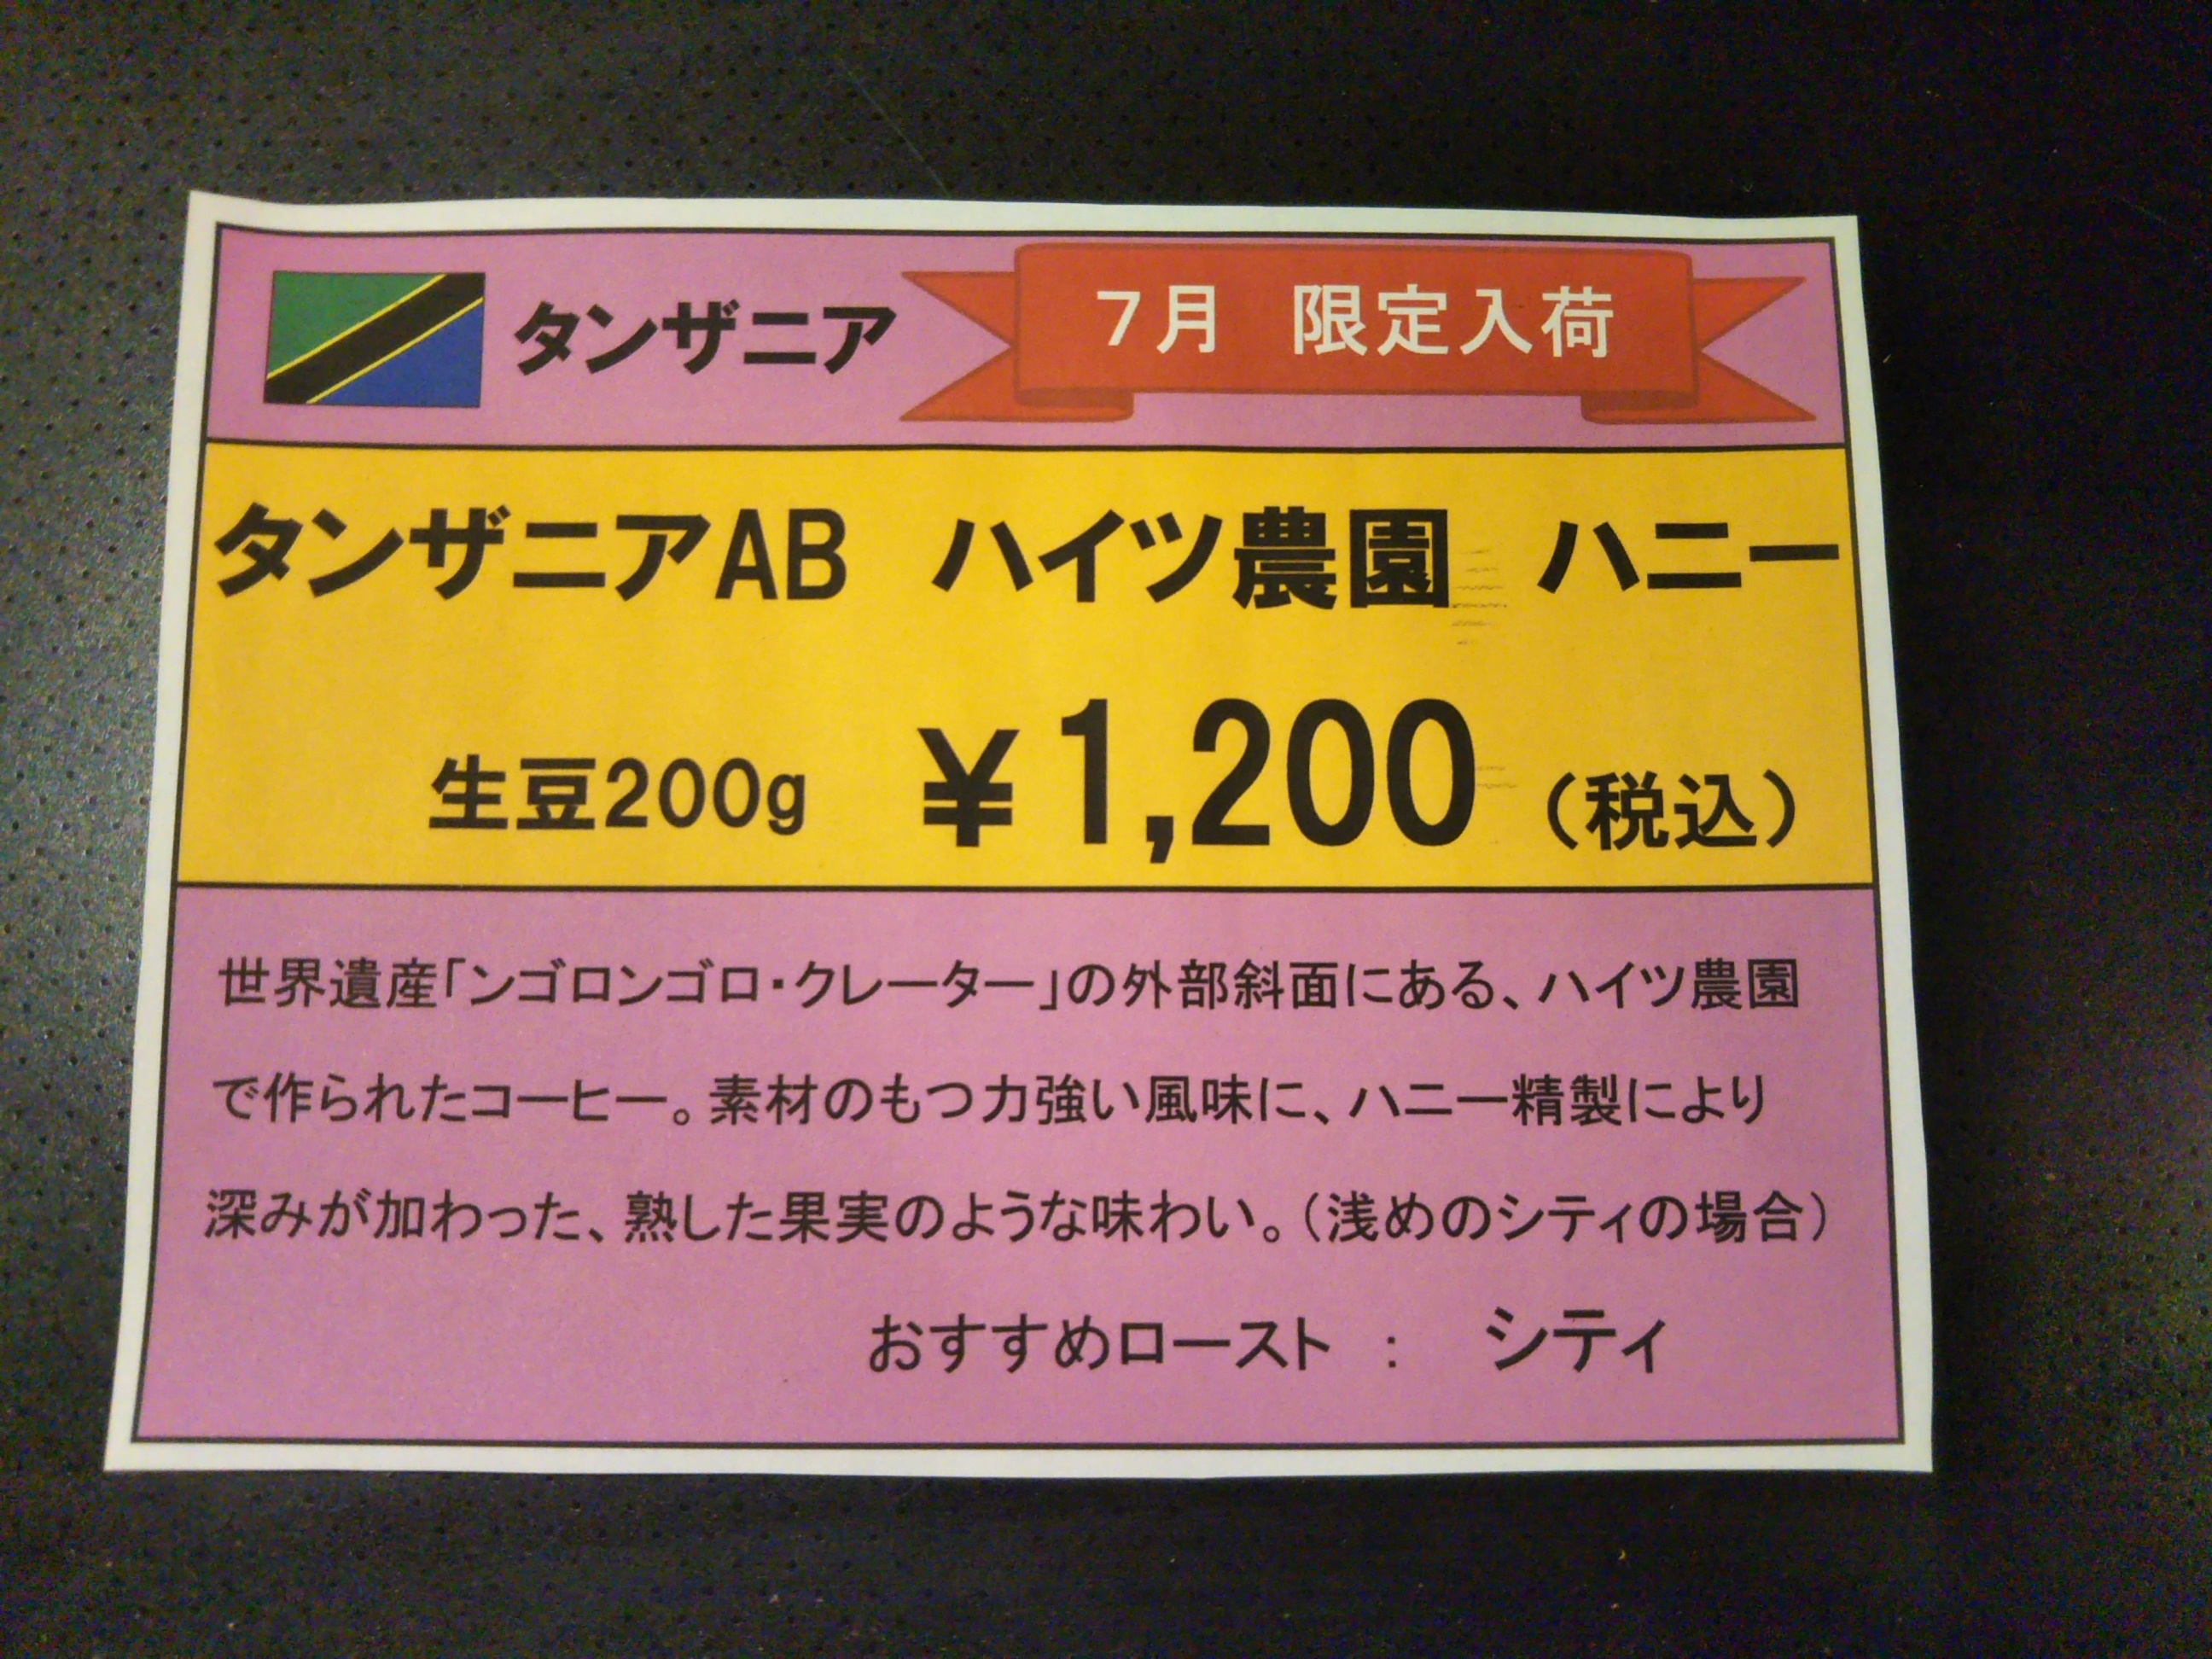 タンザニア　7月　限定入荷
タンザニアAB　ハイツ農園　ハニー
生豆200g　￥1,200（税込）
世界遺産「ンゴロンゴロ・クレーター」の外部斜面にある、ハイツ農園
で作られたコーヒー。素材のもつ力強い風味に、ハニー精製により
深みが加わった、熟した果実のような味わい。（浅めのシティの場合）
おすすめロースト　：　シティ